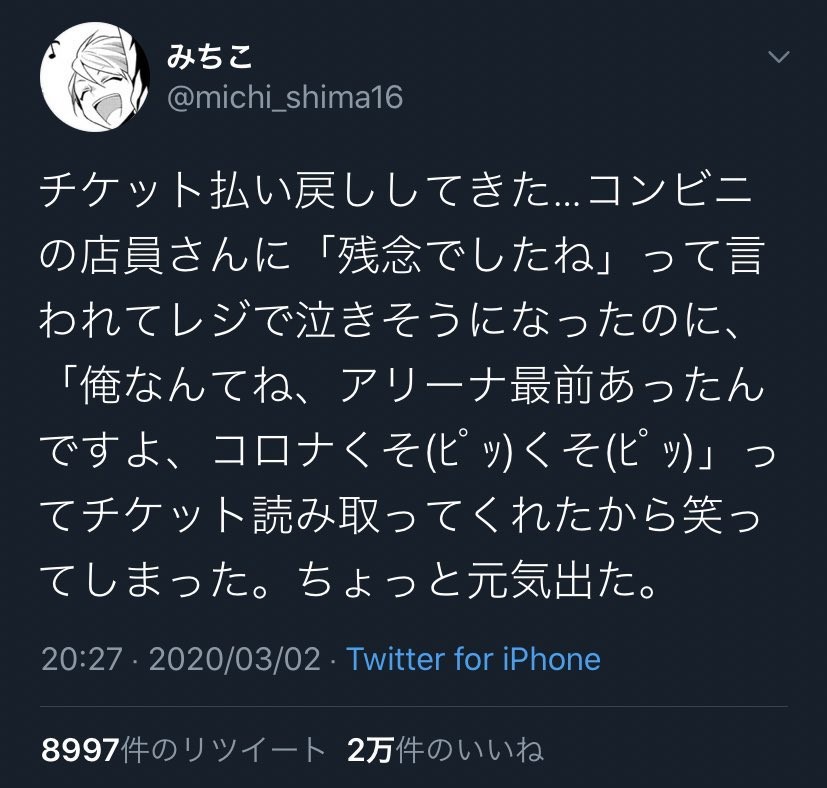 みちこ
@michi_shima16
チケット払い戻ししてきた…コンビニ
の店員さんに「残念でしたね」って言
われてレジで泣きそうになったのに、
「俺なんてね、アリーナ最前あったん
ですよ、コロナくそ(ﾋﾟｯ)くそ(ﾋﾟｯ)」っ
てチケット読み取ってくれたから笑っ
てしまった。ちょっと元気出た。
20:27 · 2020/03/02 · Twitter for iPhone
8997件のリツイート 2万件のいいね